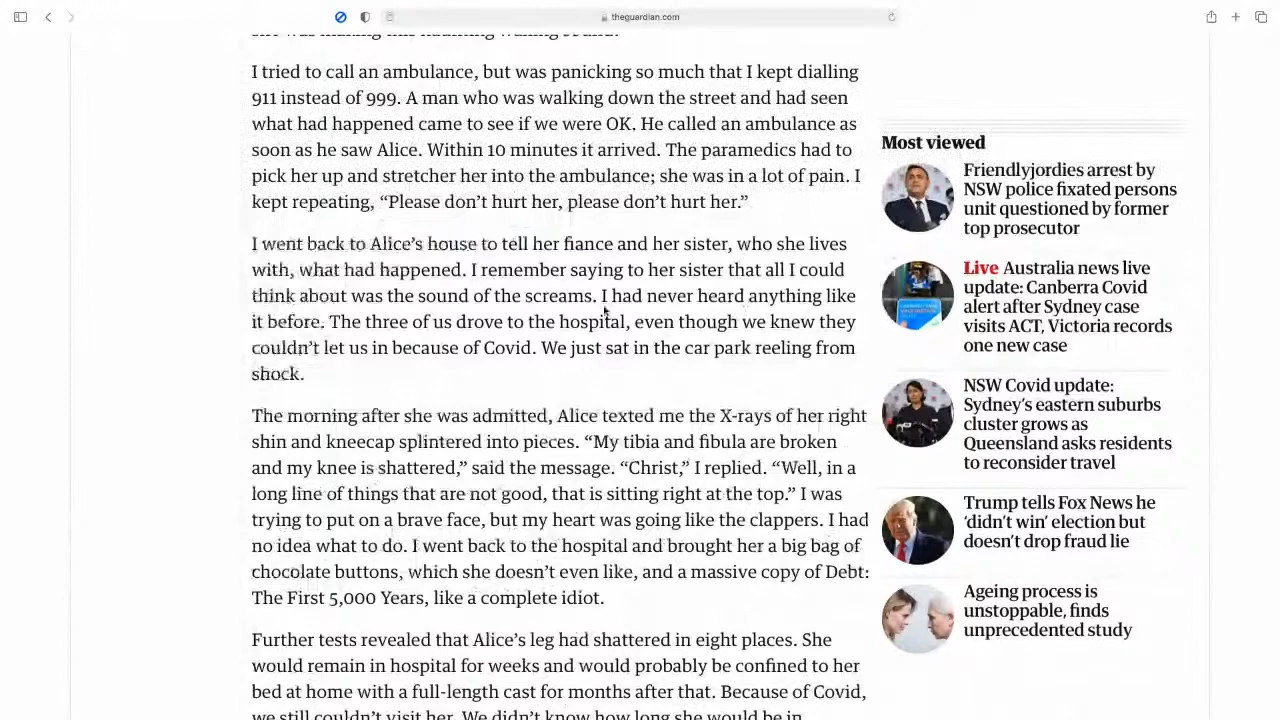 theguardian.com
I tried to call an ambulance, but was panicking so much that I kept dialling
911 instead of 999. A man who was walking down the street and had seen
what had happened came to see if we were OK. He called an ambulance as
soon as he saw Alice. Within 10 minutes it arrived. The paramedics had to
pick her up and stretcher her into the ambulance; she was in a lot of pain. I
kept repeating, “Please don’t hurt her, please don’t hurt her.”
I went back to Alice’s house to tell her fiance and her sister, who she lives
with, what had happened. I remember saying to her sister that all I could
think about was the sound of the screams. I had never heard anything like
it before. The three of us drove to the hospital, even though we knew they
couldn’t let us in because of Covid. We just sat in the car park reeling from
shock.
The morning after she was admitted, Alice texted me the X-rays of her right
shin and kneecap splintered into pieces. “My tibia and fibula are broken
and my knee is shattered,” said the message. “Christ,” I replied. “Well, in a
long line of things that are not good, that is sitting right at the top.” I was
trying to put on a brave face, but my heart was going like the clappers. I had
no idea what to do. I went back to the hospital and brought her a big bag of
chocolate buttons, which she doesn’t even like, and a massive copy of Debt:
The First 5,000 Years, like a complete idiot.
Further tests revealed that Alice’s leg had shattered in eight places. She
would remain in hospital for weeks and would probably be confined to her
bed at home with a full-length cast for months after that. Because of Covid,
we still couldn’t visit her. We didn’t know how long she would be in
Most viewed
Friendlyjordies arrest by
NSW police fixated persons
unit questioned by former
top prosecutor
Live Australia news live
update: Canberra Covid
alert after Sydney case
visits ACT, Victoria records
one new case
NSW Covid update:
Sydney’s eastern suburbs
cluster grows as
Queensland asks residents
to reconsider travel
Trump tells Fox News he
‘didn’t win’ election but
doesn’t drop fraud lie
Ageing process is
unstoppable, finds
unprecedented study